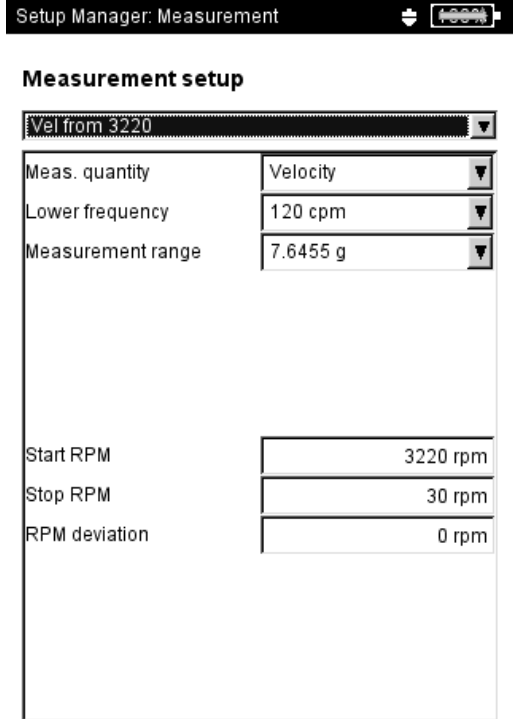 Setup Manager: Measurement 100%
Measurement setup
Vel from 3220
Meas. quantity Velocity
Lower frequency 120 cpm
Measurement range 7.6455 g
Start RPM 3220 rpm
Stop RPM 30 rpm
RPM deviation 0 rpm